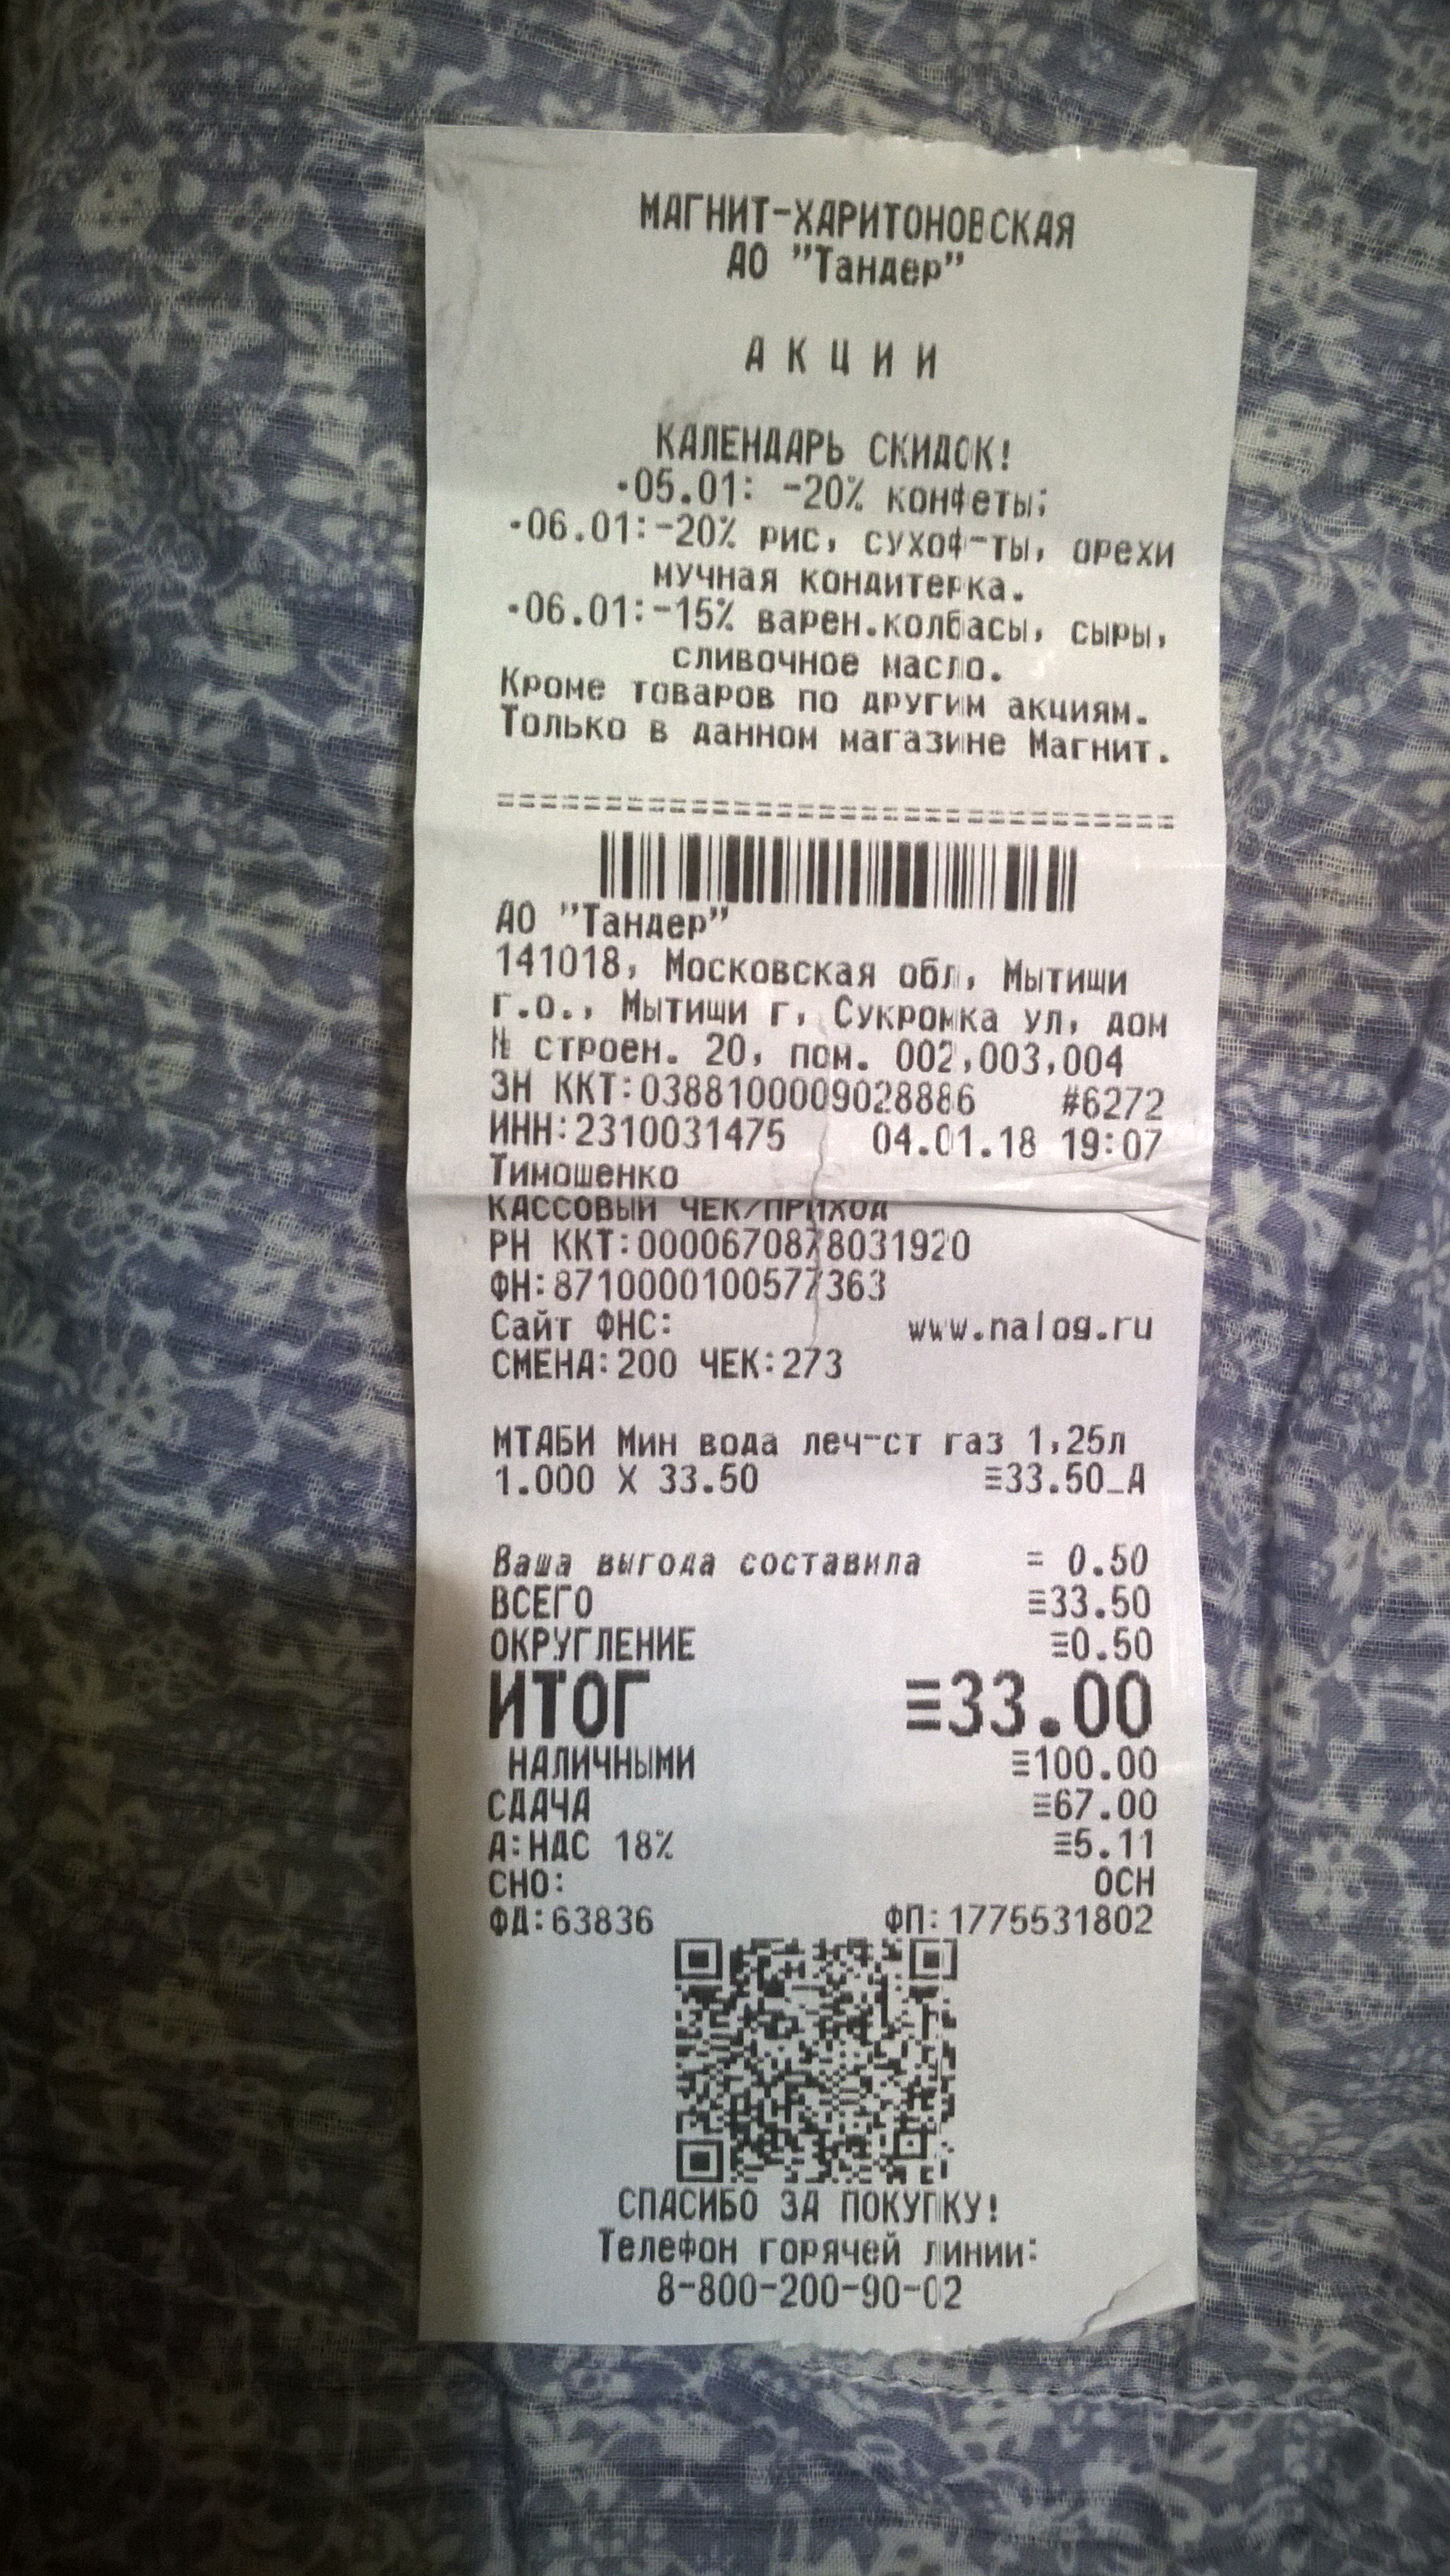 МАГНИТ-ХАРИТОНОВСКАЯ
АО "Тандер"
А К Ц И И
КАЛЕНДАРЬ СКИДОК!
·05.01: -20% конфеты;
·06.01:-20% рис, сухоф-ты, орехи
мучная кондитерка.
·06.01:-15% варен.колбасы, сыры,
сливочное масло.
Кроме товаров по другим акциям.
Только в данном магазине Магнит.
================================
АО "Тандер"
141018, Московская обл, Мытищи
г.о., Мытищи г, Сукромка ул, дом
№ строен. 20, пом. 002,003,004
ЗН ККТ:0388100009028886 #6272
ИНН:2310031475 04.01.18 19:07
Тимошенко
КАССОВЫЙ ЧЕК/ПРИХОД
РН ККТ:0000670878031920
ФН:8710000100577363
Сайт ФНС: www.nalog.ru
СМЕНА:200 ЧЕК:273
МТАБИ Мин вода леч-ст газ 1,25л
1.000 X 33.50 ≡33.50_А
Ваша выгода составила = 0.50
ВСЕГО ≡33.50
ОКРУГЛЕНИЕ ≡0.50
ИТОГ ≡33.00
НАЛИЧНЫМИ ≡100.00
СДАЧА ≡67.00
А:НДС 18% ≡5.11
СНО: ОСН
ФД:63836 ФП:1775531802
СПАСИБО ЗА ПОКУПКУ!
Телефон горячей линии:
8-800-200-90-02